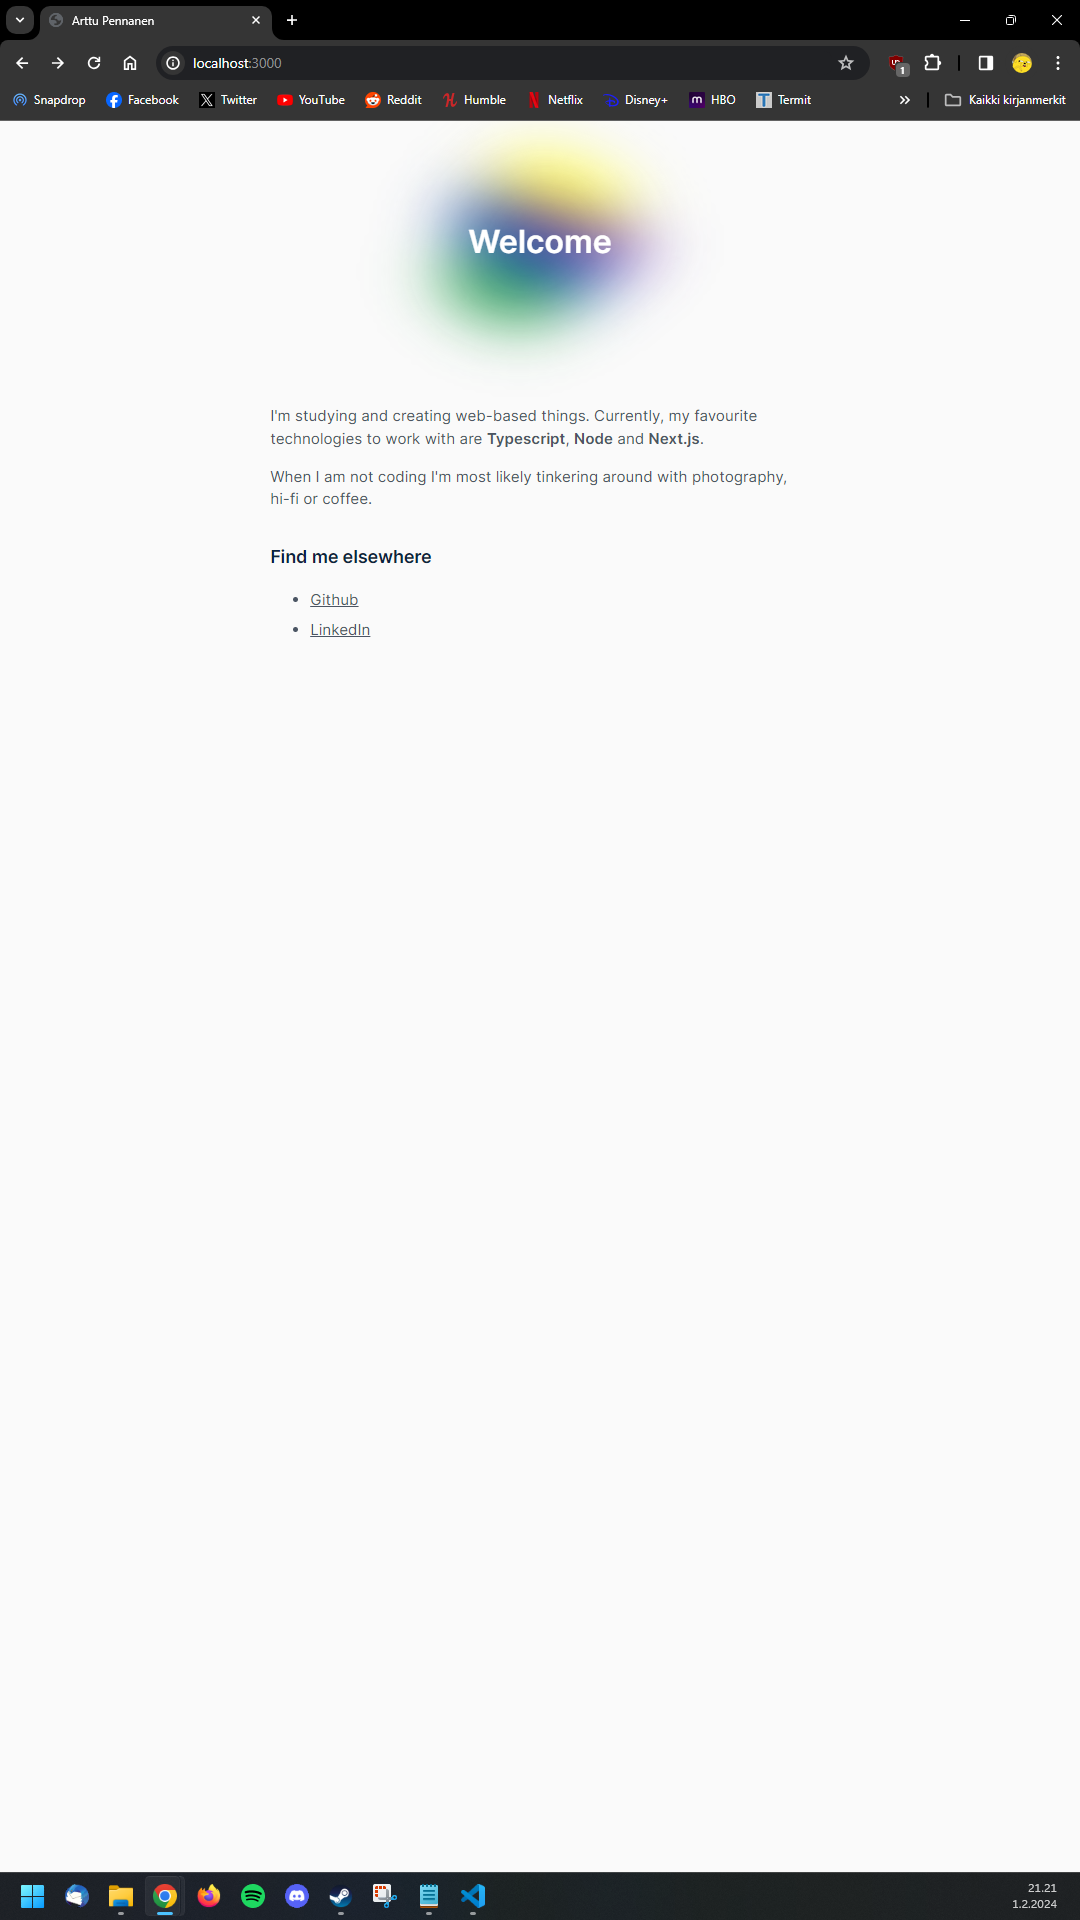 Arttu Pennanen
localhost:3000
1
Snapdrop Facebook Twitter YouTube Reddit Humble Netflix Disney+ HBO Termit » Kaikki kirjanmerkit
Welcome
I'm studying and creating web-based things. Currently, my favourite
technologies to work with are Typescript, Node and Next.js.
When I am not coding I'm most likely tinkering around with photography,
hi-fi or coffee.
Find me elsewhere
• Github
• LinkedIn
21.21
1.2.2024